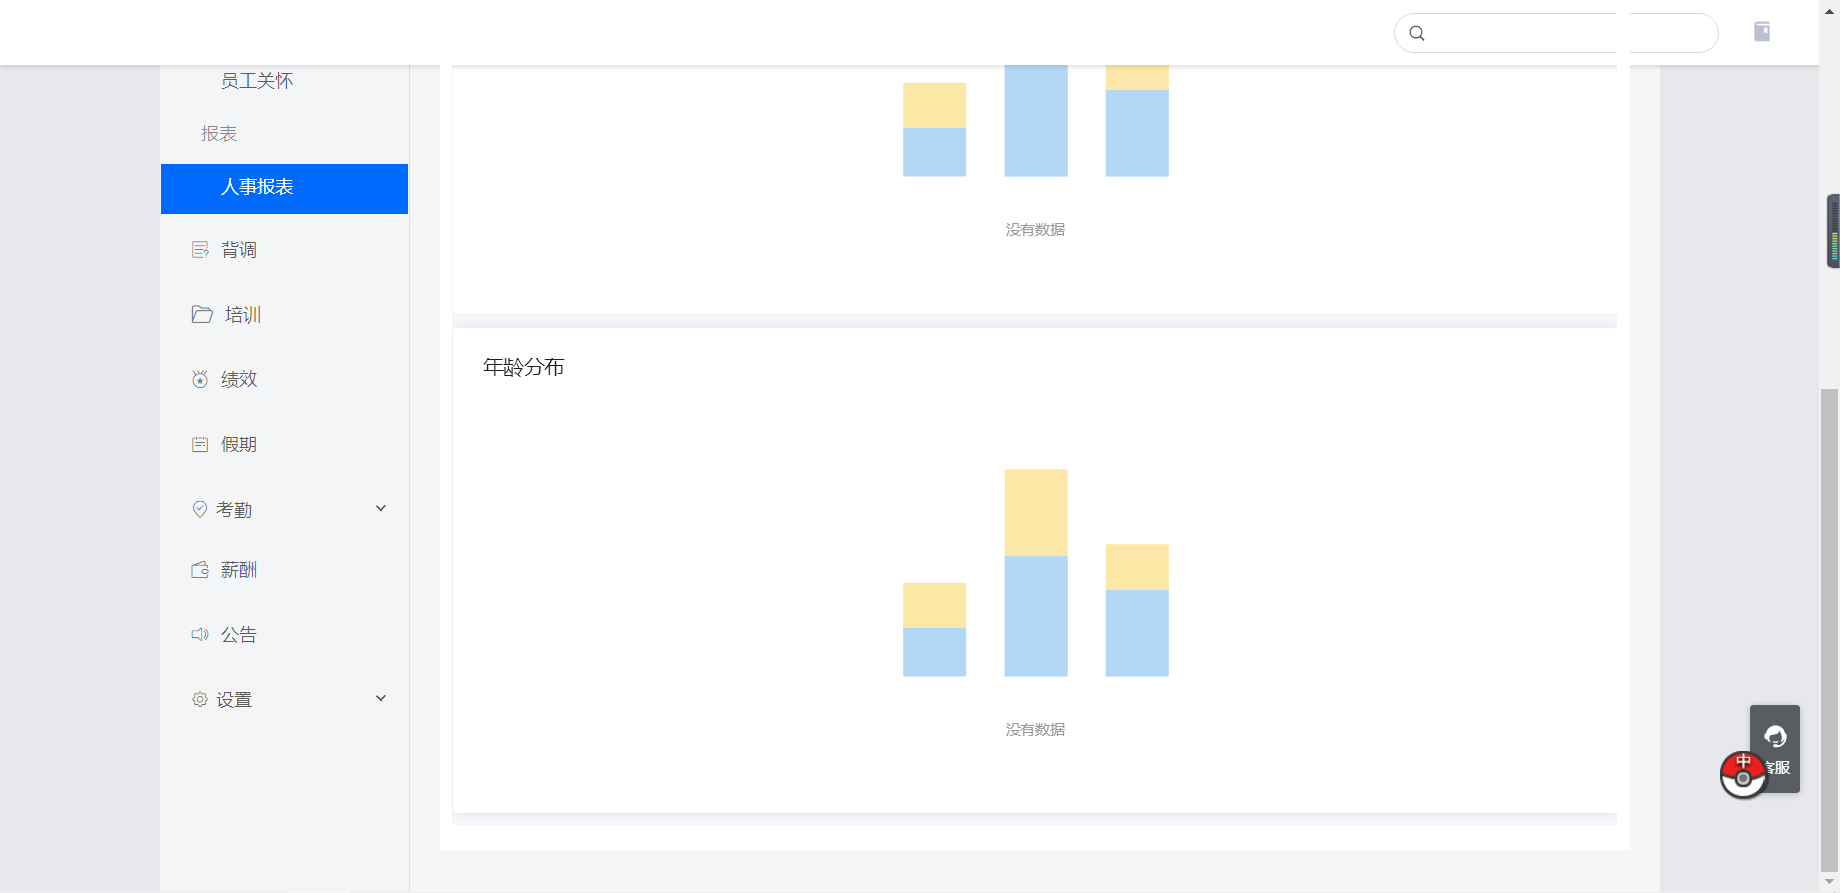 员工关怀
报表
人事报表
背调
培训
绩效
假期
考勤
薪酬
公告
设置
没有数据
年龄分布
没有数据
中
客服